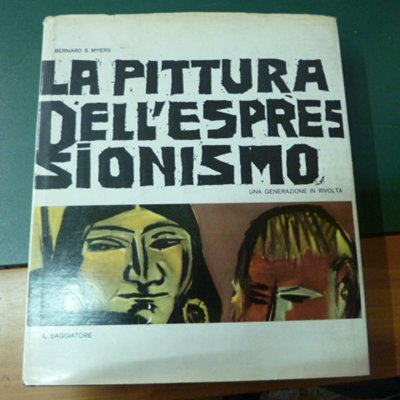 BERNARD S. MYERS
LA PITTURA
DELL'ESPRES
SIONISMO
UNA GENERAZIONE IN RIVOLTA
IL SAGGIATORE